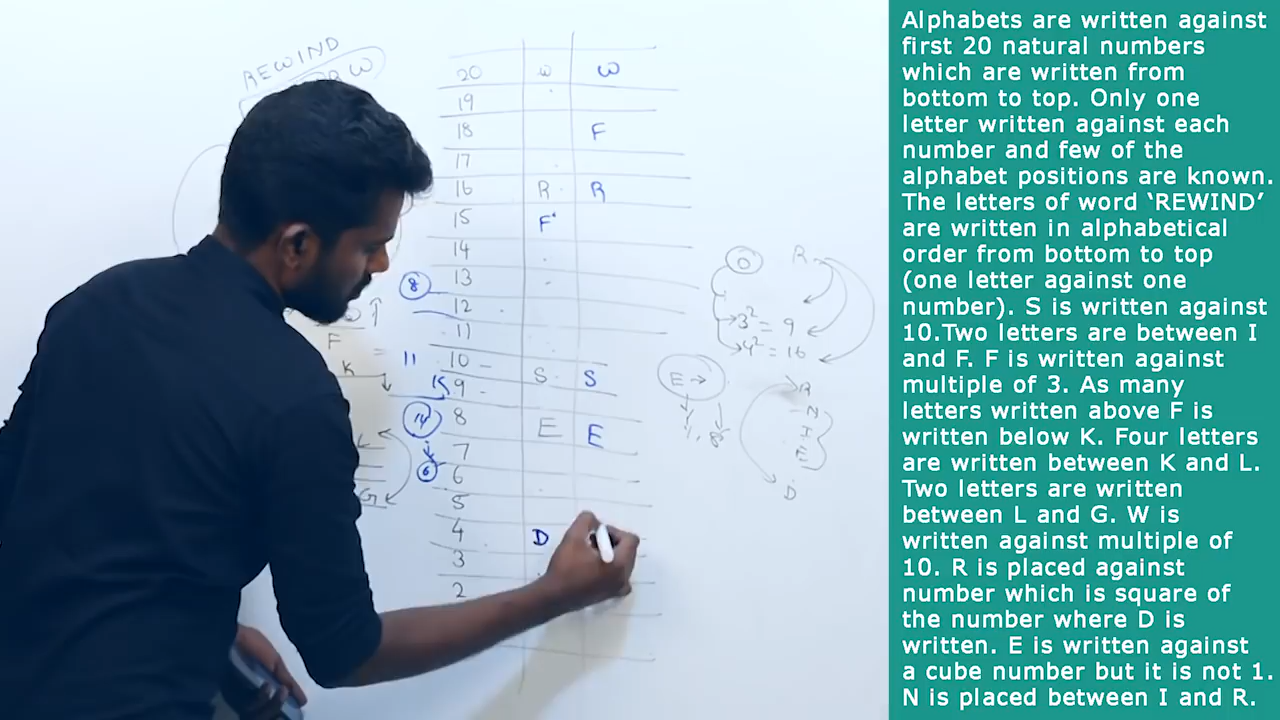 REWIND
20 W W
19
18 F
17
16 R R
15 F
14
13
8
12
11
10 S S
11
15
9
14
8 E E
7
6
6
5
4 D
3
2
F
K
G
0 R
3² = 9
4² = 16
E →
R
N
I
E
D
Alphabets are written against
first 20 natural numbers
which are written from
bottom to top. Only one
letter written against each
number and few of the
alphabet positions are known.
The letters of word ‘REWIND’
are written in alphabetical
order from bottom to top
(one letter against one
number). S is written against
10.Two letters are between I
and F. F is written against
multiple of 3. As many
letters written above F is
written below K. Four letters
are written between K and L.
Two letters are written
between L and G. W is
written against multiple of
10. R is placed against
number which is square of
the number where D is
written. E is written against
a cube number but it is not 1.
N is placed between I and R.